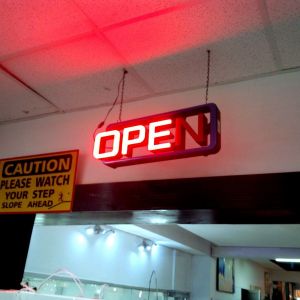 OPEN
CAUTION
PLEASE WATCH
YOUR STEP
SLOPE AHEAD